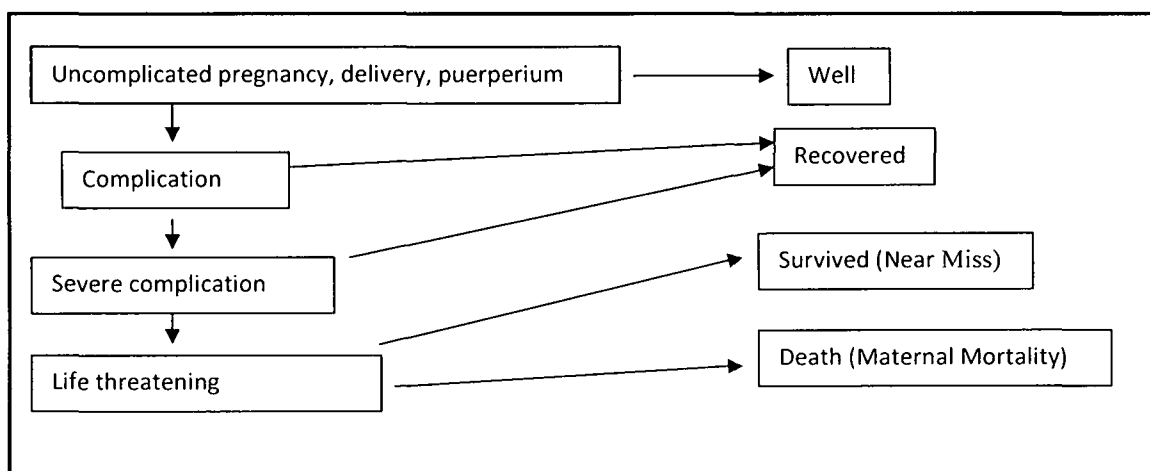 Uncomplicated pregnancy, delivery, puerperium
Well
Complication
Recovered
Severe complication
Survived (Near Miss)
Life threatening
Death (Maternal Mortality)